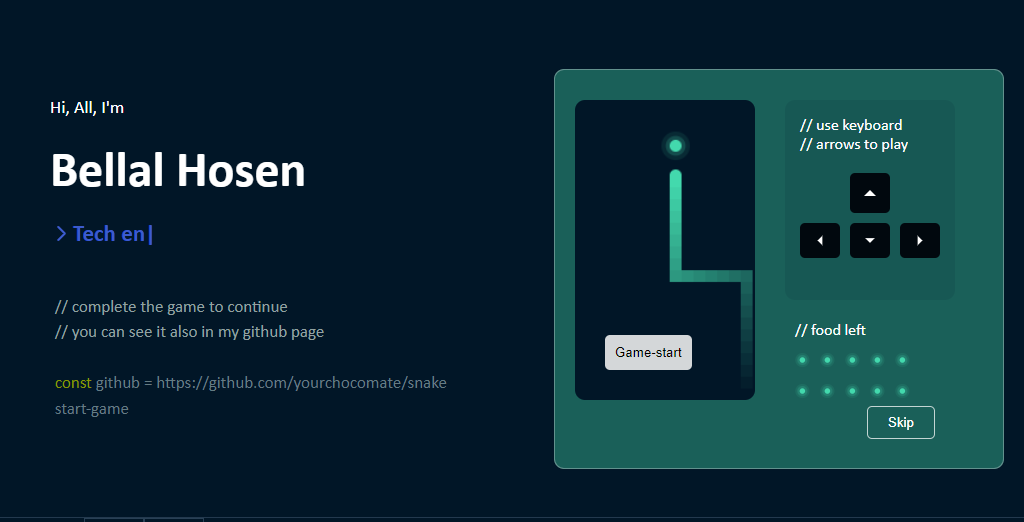 Hi, All, I'm
Bellal Hosen
> Tech en|
// complete the game to continue
// you can see it also in my github page
const github = https://github.com/yourchocomate/snake
start-game
Game-start
// use keyboard
// arrows to play
// food left
Skip